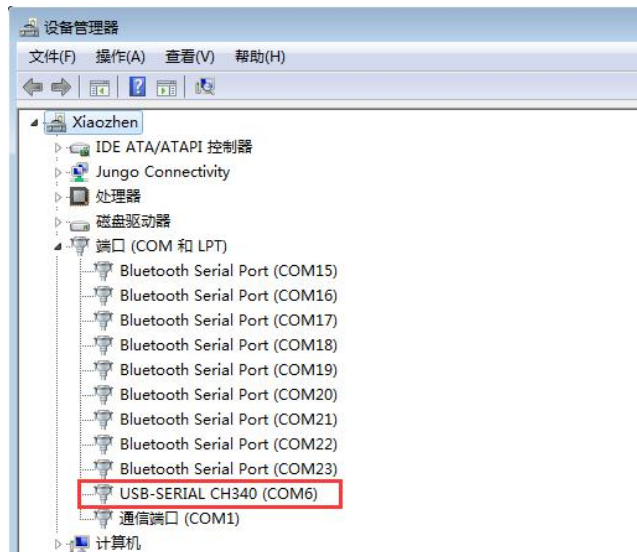 设备管理器
文件(F) 操作(A) 查看(V) 帮助(H)
Xiaozhen
IDE ATA/ATAPI 控制器
Jungo Connectivity
处理器
磁盘驱动器
端口 (COM 和 LPT)
Bluetooth Serial Port (COM15)
Bluetooth Serial Port (COM16)
Bluetooth Serial Port (COM17)
Bluetooth Serial Port (COM18)
Bluetooth Serial Port (COM19)
Bluetooth Serial Port (COM20)
Bluetooth Serial Port (COM21)
Bluetooth Serial Port (COM22)
Bluetooth Serial Port (COM23)
USB-SERIAL CH340 (COM6)
通信端口 (COM1)
计算机